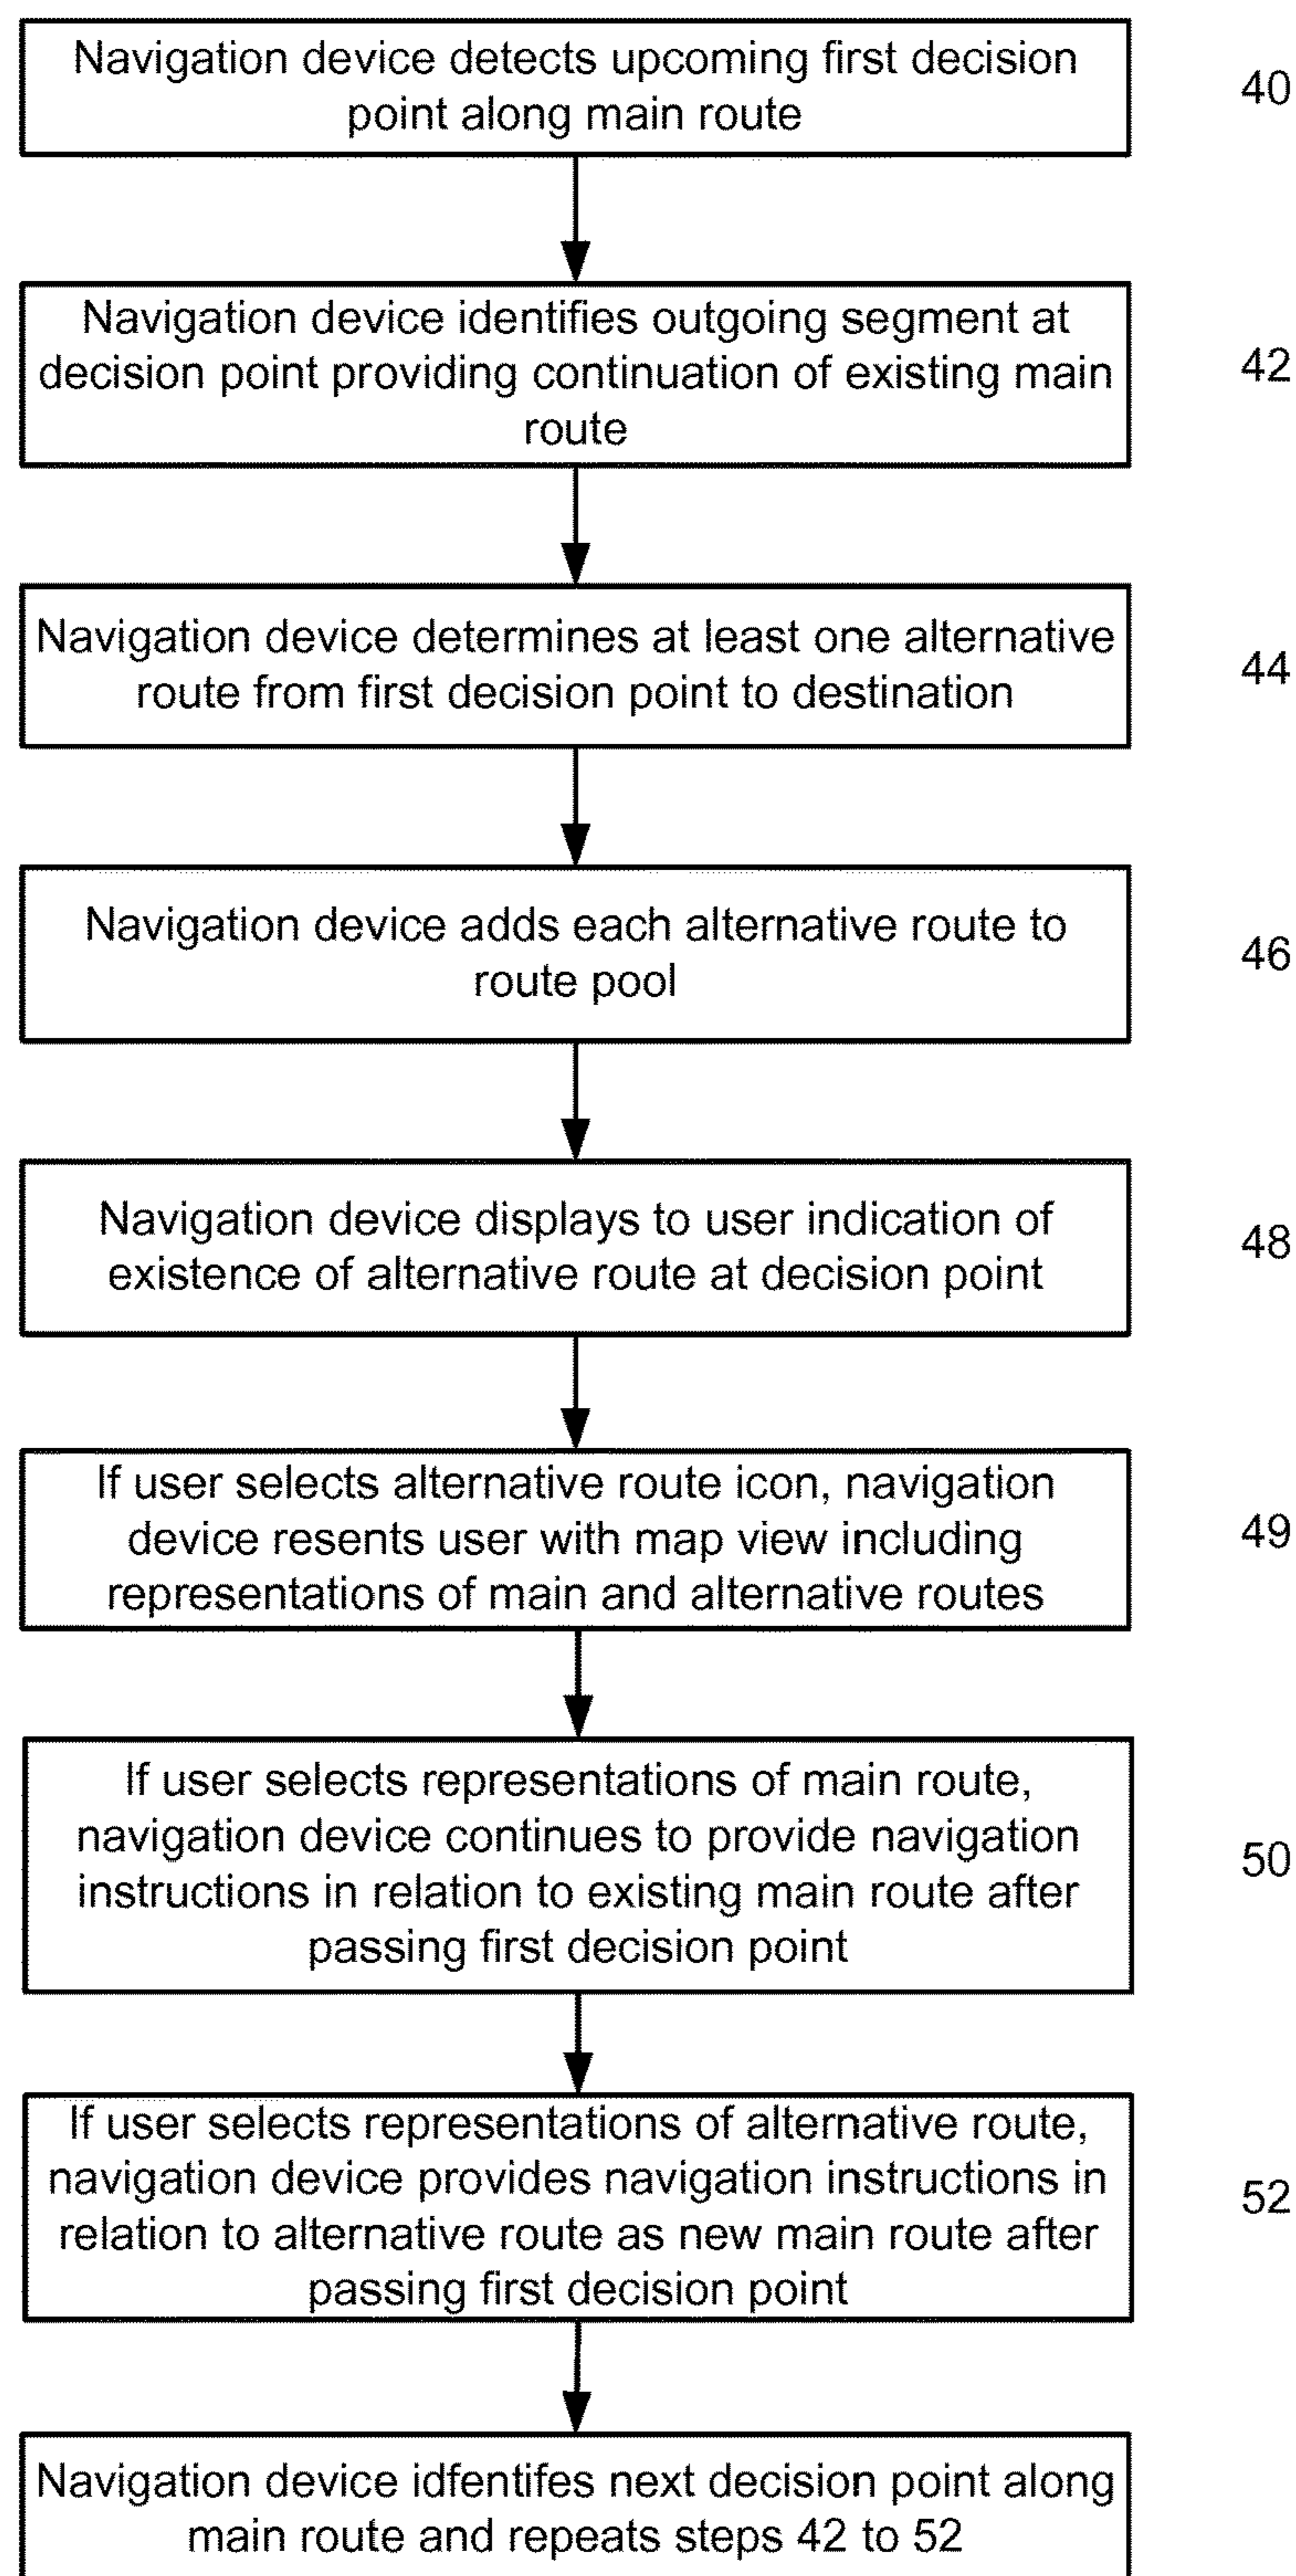 Navigation device detects upcoming first decision
point along main route
40
Navigation device identifies outgoing segment at
decision point providing continuation of existing main
route
42
Navigation device determines at least one alternative
route from first decision point to destination
44
Navigation device adds each alternative route to
route pool
46
Navigation device displays to user indication of
existence of alternative route at decision point
48
If user selects alternative route icon, navigation
device resents user with map view including
representations of main and alternative routes
49
If user selects representations of main route,
navigation device continues to provide navigation
instructions in relation to existing main route after
passing first decision point
50
If user selects representations of alternative route,
navigation device provides navigation instructions in
relation to alternative route as new main route after
passing first decision point
52
Navigation device idfentifes next decision point along
main route and repeats steps 42 to 52